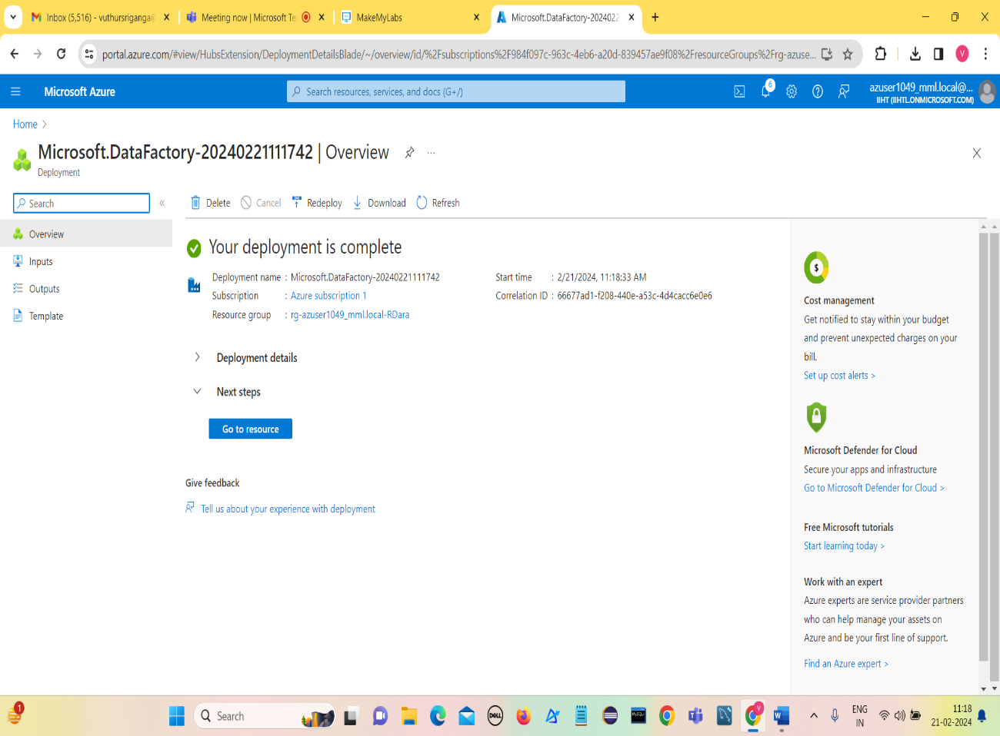 Inbox (5,516) - vuthursriganga@
Meeting now | Microsoft Te
MakeMyLabs
Microsoft.DataFactory-2024022
portal.azure.com/#view/HubsExtension/DeploymentDetailsBlade/~/overview/id/%2Fsubscriptions%2F984f097c-963c-4eb6-a20d-839457ae9f08%2FresourceGroups%2Frg-azuse...
V
Microsoft Azure
Search resources, services, and docs (G+/)
6
azuser1049_mml.local@...
IIHT (IIHTL.ONMICROSOFT.COM)
Home
Microsoft.DataFactory-20240221111742 | Overview
Deployment
Search
Delete
Cancel
Redeploy
Download
Refresh
Overview
Inputs
Outputs
Template
Your deployment is complete
Deployment name : Microsoft.DataFactory-20240221111742
Subscription : Azure subscription 1
Resource group : rg-azuser1049_mml.local-RDara
Start time : 2/21/2024, 11:18:33 AM
Correlation ID : 66677ad1-f208-440e-a53c-4d4cacc6e0e6
Deployment details
Next steps
Go to resource
Give feedback
Tell us about your experience with deployment
$
Cost management
Get notified to stay within your budget
and prevent unexpected charges on your
bill.
Set up cost alerts >
Microsoft Defender for Cloud
Secure your apps and infrastructure
Go to Microsoft Defender for Cloud >
Free Microsoft tutorials
Start learning today >
Work with an expert
Azure experts are service provider partners
who can help manage your assets on
Azure and be your first line of support.
Find an Azure expert >
1
Search
DELL
MySQL
V
W
ENG
IN
11:18
21-02-2024